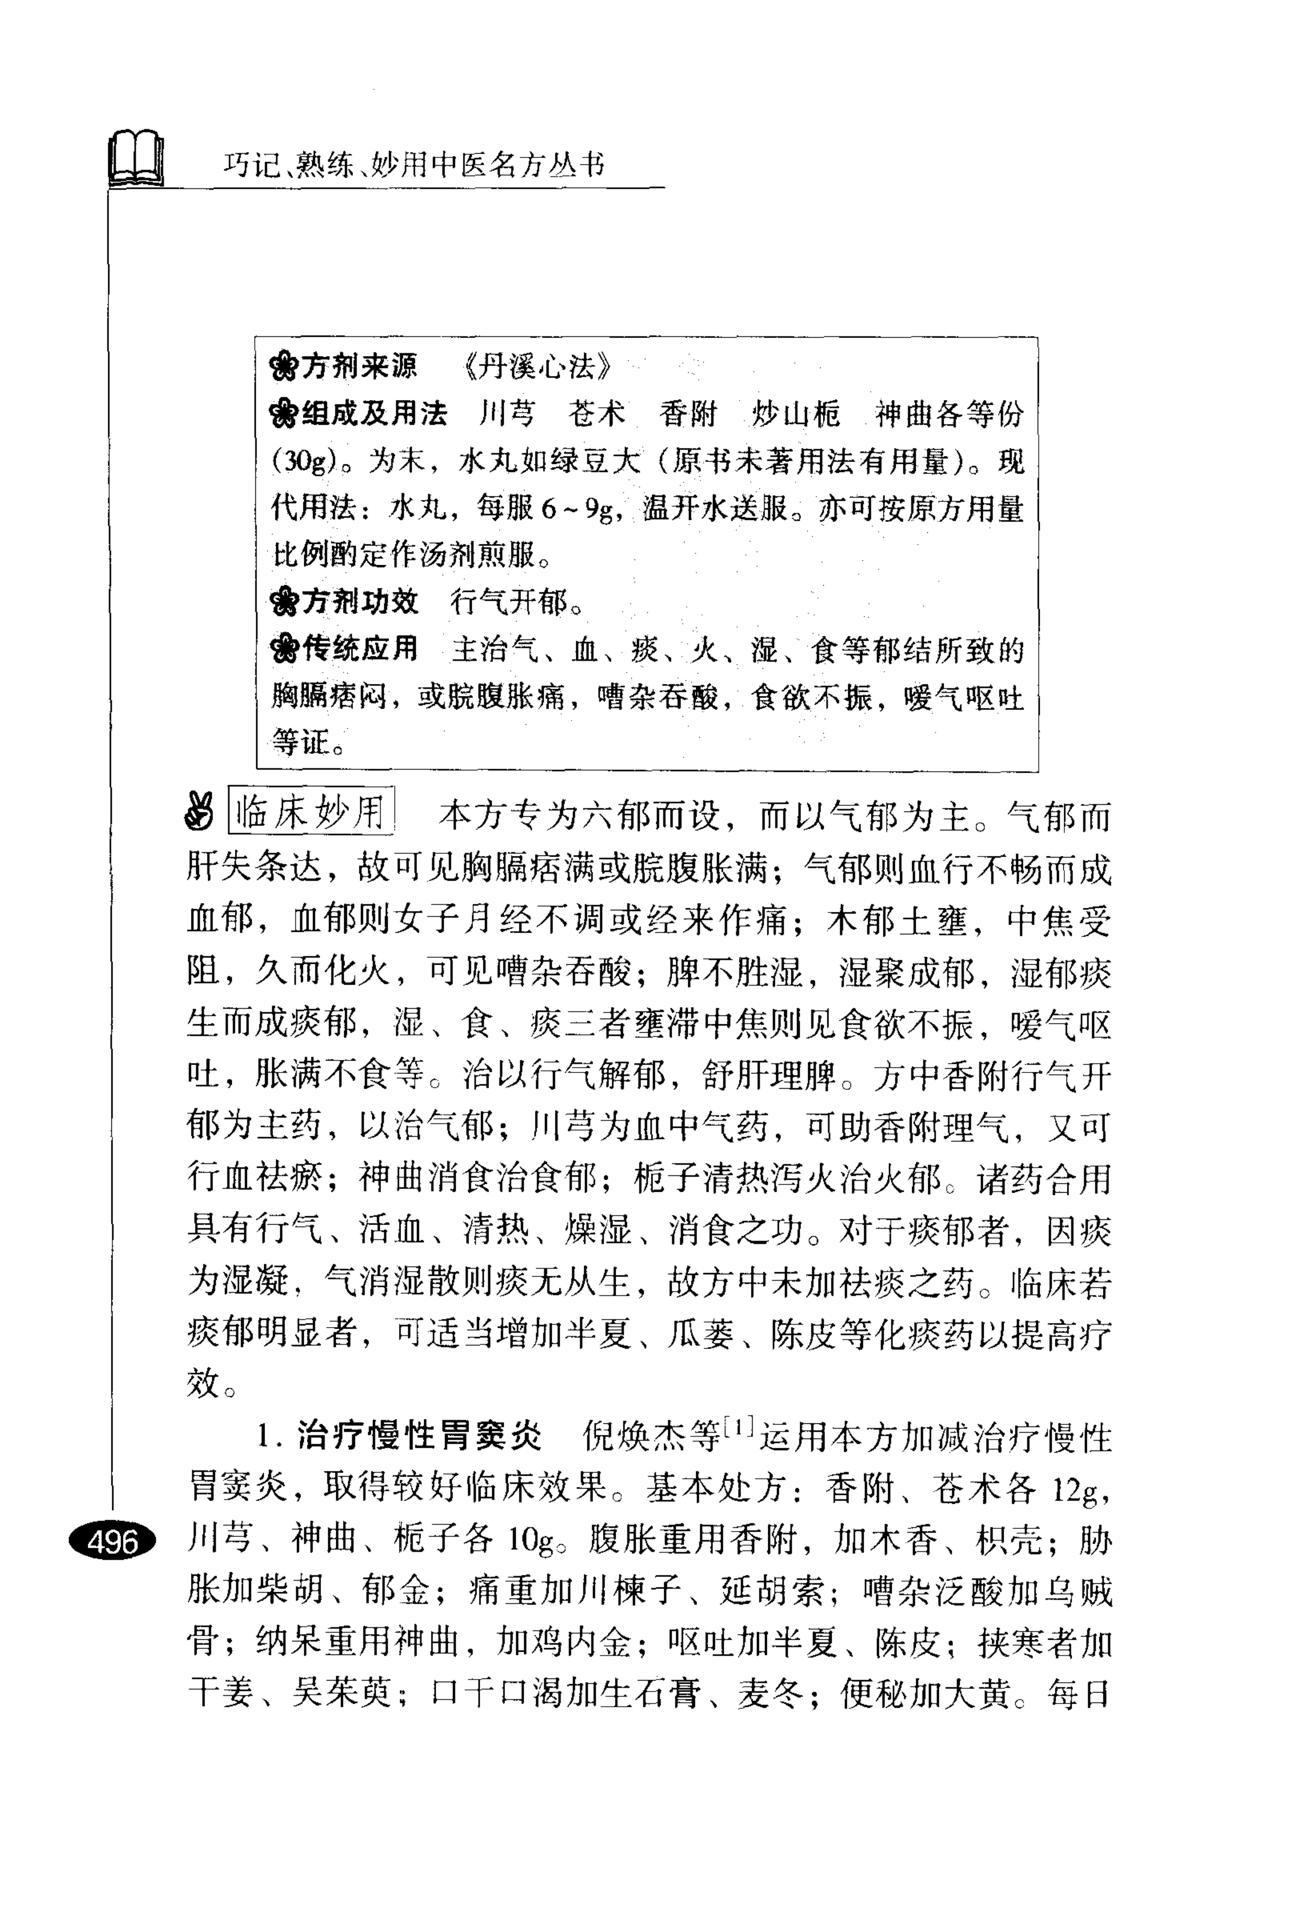 巧记、熟练、妙用中医名方丛书
方剂来源 《丹溪心法》
组成及用法 川芎 苍术 香附 炒山栀 神曲各等份
(30g)。为末，水丸如绿豆大（原书未著用法有用量）。现
代用法：水丸，每服6~9g，温开水送服。亦可按原方用量
比例酌定作汤剂煎服。
方剂功效 行气开郁。
传统应用 主治气、血、痰、火、湿、食等郁结所致的
胸膈痞闷，或脘腹胀痛，嘈杂吞酸，食欲不振，嗳气呕吐
等证。
临床妙用 本方专为六郁而设，而以气郁为主。气郁而
肝失条达，故可见胸膈痞满或脘腹胀满；气郁则血行不畅而成
血郁，血郁则女子月经不调或经来作痛；木郁土壅，中焦受
阻，久而化火，可见嘈杂吞酸；脾不胜湿，湿聚成郁，湿郁痰
生而成痰郁，湿、食、痰三者壅滞中焦则见食欲不振，嗳气呕
吐，胀满不食等。治以行气解郁，舒肝理脾。方中香附行气开
郁为主药，以治气郁；川芎为血中气药，可助香附理气，又可
行血祛瘀；神曲消食治食郁；栀子清热泻火治火郁。诸药合用
具有行气、活血、清热、燥湿、消食之功。对于痰郁者，因痰
为湿凝，气消湿散则痰无从生，故方中未加祛痰之药。临床若
痰郁明显者，可适当增加半夏、瓜蒌、陈皮等化痰药以提高疗
效。
1. 治疗慢性胃窦炎 倪焕杰等[1]运用本方加减治疗慢性
胃窦炎，取得较好临床效果。基本处方：香附、苍术各 12g，
川芎、神曲、栀子各 10g。腹胀重用香附，加木香、枳壳；胁
胀加柴胡、郁金；痛重加川楝子、延胡索；嘈杂泛酸加乌贼
骨；纳呆重用神曲，加鸡内金；呕吐加半夏、陈皮；挟寒者加
干姜、吴茱萸；口干口渴加生石膏、麦冬；便秘加大黄。每日
496